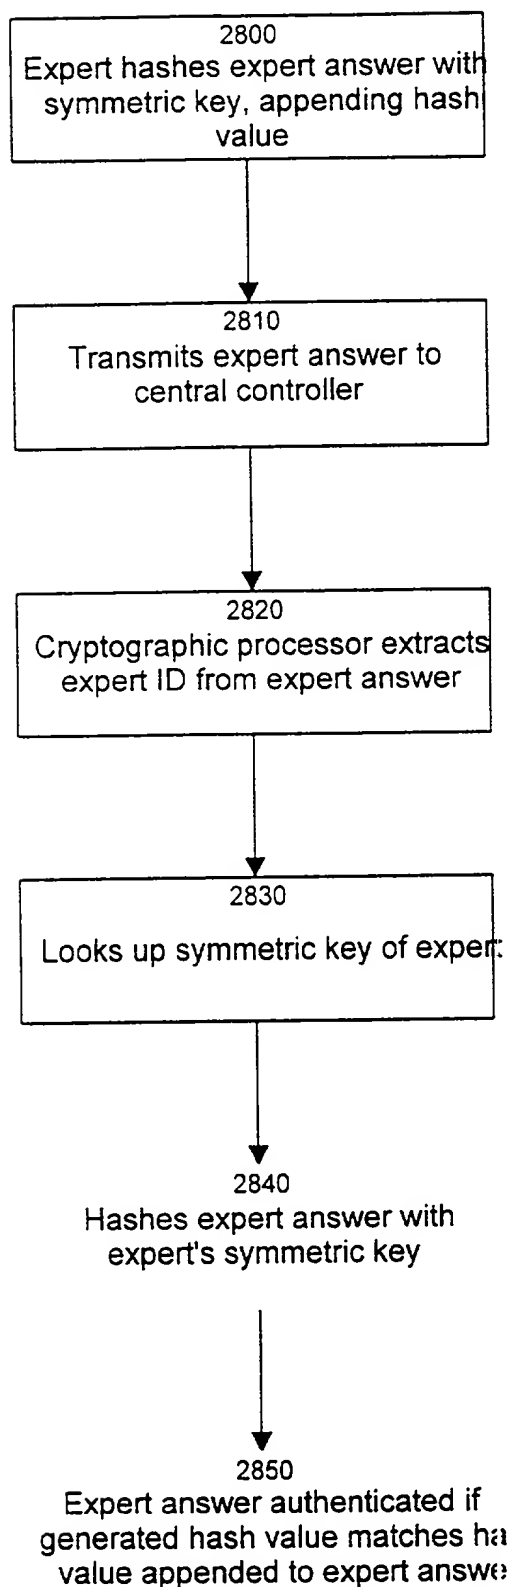 2800
Expert hashes expert answer with
symmetric key, appending hash
value
2810
Transmits expert answer to
central controller
2820
Cryptographic processor extracts
expert ID from expert answer
2830
Looks up symmetric key of expert
2840
Hashes expert answer with
expert's symmetric key
2850
Expert answer authenticated if
generated hash value matches ha
value appended to expert answe